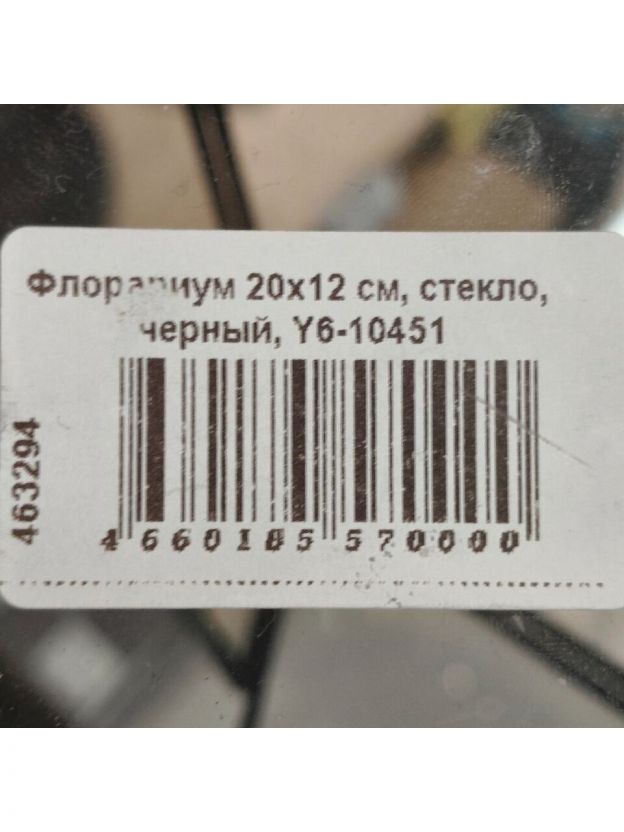 Флорариум 20х12 см, стекло,
черный, Y6-10451
463294
4 660185 570000